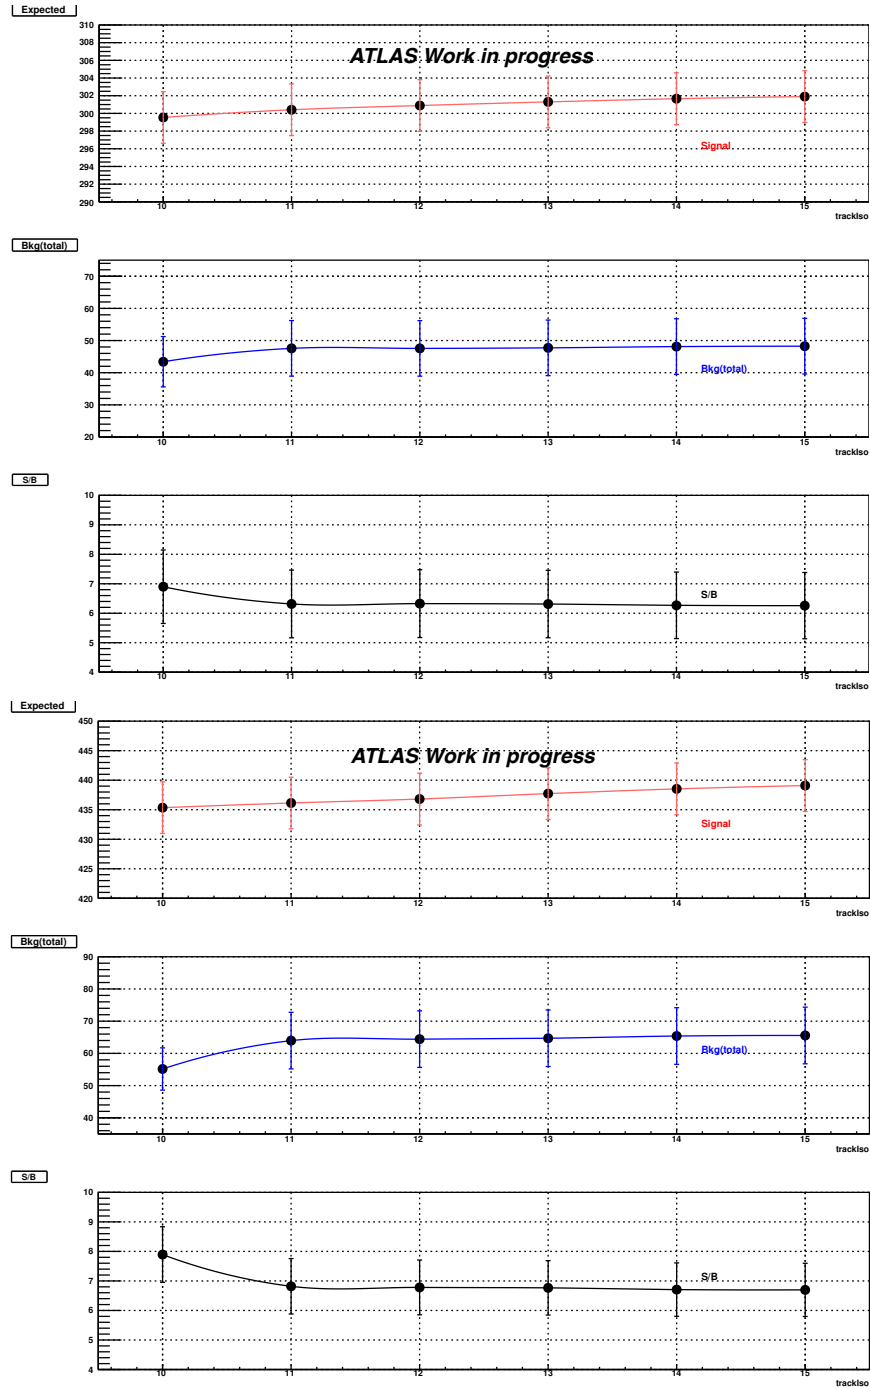 Expected
310
308
306
304
302
300
298
296
294
292
290
ATLAS Work in progress
Signal
10 11 12 13 14 15
trackIso
Bkg(total)
70
60
50
40
30
20
Bkg(total)
10 11 12 13 14 15
trackIso
S/B
10
9
8
7
6
5
4
S/B
10 11 12 13 14 15
trackIso
Expected
450
445
440
435
430
425
420
ATLAS Work in progress
Signal
10 11 12 13 14 15
trackIso
Bkg(total)
90
80
70
60
50
40
Bkg(total)
10 11 12 13 14 15
trackIso
S/B
10
9
8
7
6
5
4
S/B
10 11 12 13 14 15
trackIso